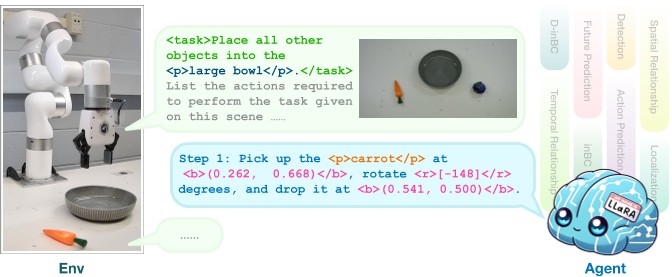 <task>Place all other
objects into the
<p>large bowl</p>.</task>
List the actions required
to perform the task given
on this scene ……
Step 1: Pick up the <p>carrot</p> at
<b>(0.262, 0.668)</b>, rotate <r>[-148]</r>
degrees, and drop it at <b>(0.541, 0.500)</b>.
……
Env
D-inBC
Future Prediction
Detection
Spatial Relationship
Temporal Relationship
inBC
Action Prediction
Localization
LLaRA
Agent